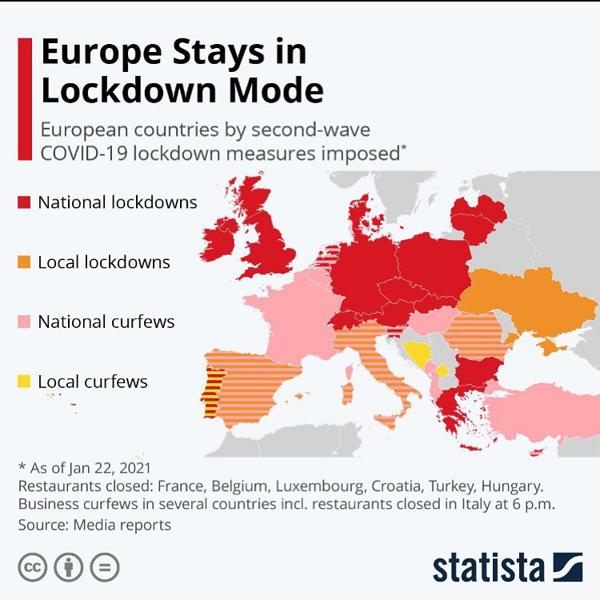 Europe Stays in
Lockdown Mode
European countries by second-wave
COVID-19 lockdown measures imposed*
National lockdowns
Local lockdowns
National curfews
Local curfews
* As of Jan 22, 2021
Restaurants closed: France, Belgium, Luxembourg, Croatia, Turkey, Hungary.
Business curfews in several countries incl. restaurants closed in Italy at 6 p.m.
Source: Media reports
cc
statista